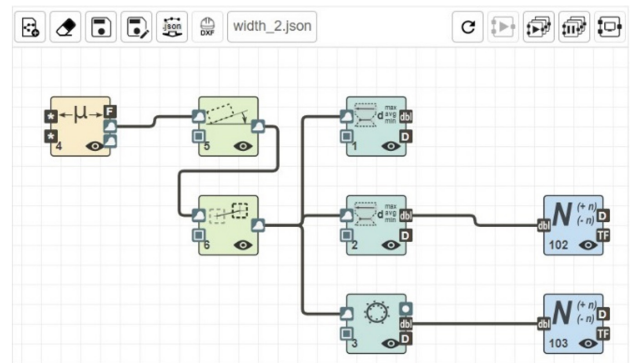 json
DXF
width_2.json
μ F
* 
* 
4
5
d max avg min dbl
1 D
6
d max avg min dbl
2 D
dbl N (+ n) (- n) D
102 TF
dbl
3 D
dbl N (+ n) (- n) D
103 TF